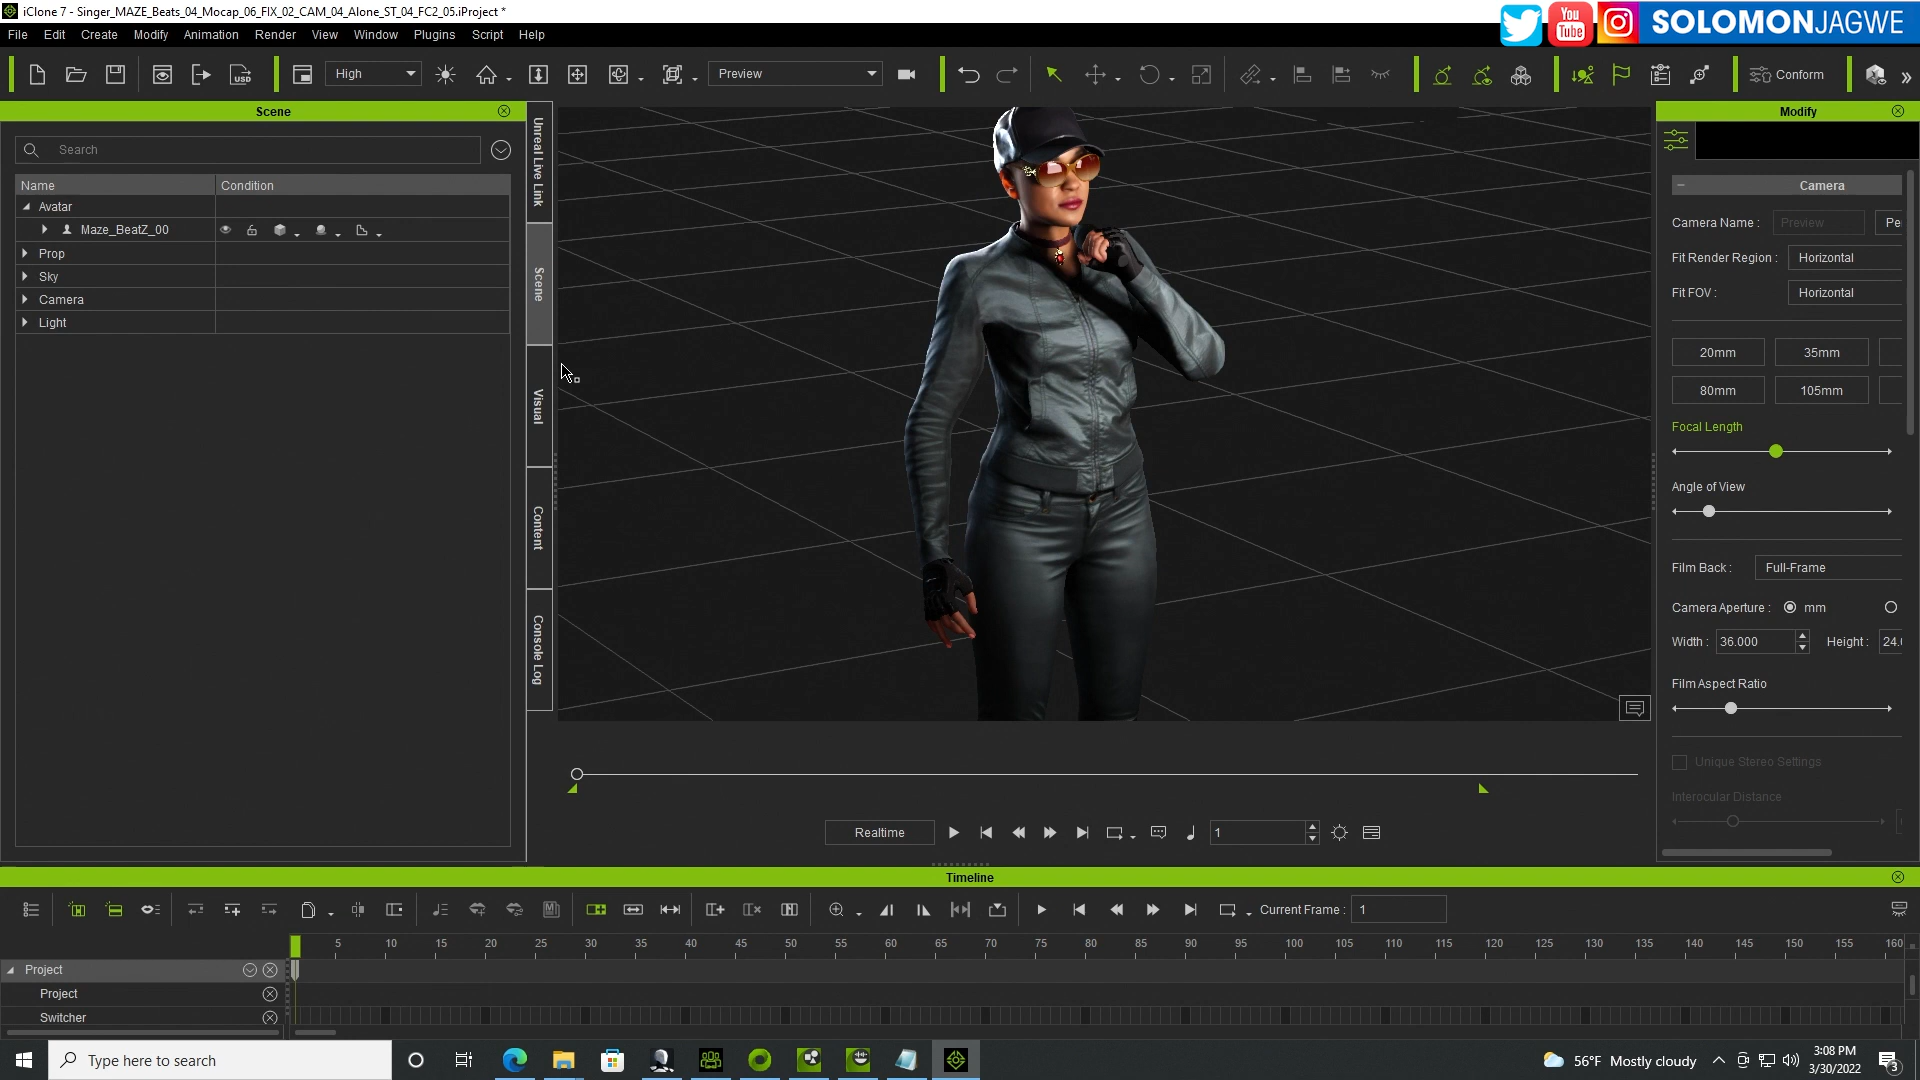 iClone 7 - Singer_MAZE_Beats_04_Mocap_06_FIX_02_CAM_04_Alone_ST_04_FC2_05.iProject *
You
Tube
SOLOMONJAGWE
File Edit Create Modify Animation Render View Window Plugins Script Help
USD
High
Preview
Conform
Scene
Search
Name Condition
Avatar
Maze_BeatZ_00
Prop
Sky
Camera
Light
Unreal Live Link
Scene
Visual
Content
Console Log
Modify
Camera
Camera Name : Preview Pe
Fit Render Region : Horizontal
Fit FOV : Horizontal
20mm 35mm
80mm 105mm
Focal Length
Angle of View
Film Back : Full-Frame
Camera Aperture : mm
Width : 36.000 Height : 24.
Film Aspect Ratio
Unique Stereo Settings
Interocular Distance
Realtime 1
Timeline
Current Frame : 1
5 10 15 20 25 30 35 40 45 50 55 60 65 70 75 80 85 90 95 100 105 110 115 120 125 130 135 140 145 150 155 160
Project
Project
Switcher
Type here to search
56°F Mostly cloudy
3:08 PM
3/30/2022
3